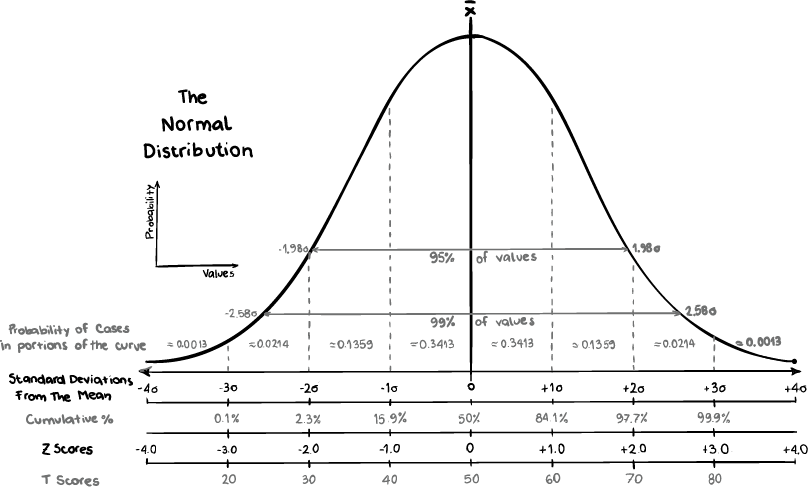 x̄
The
Normal
Distribution
Probability
Values
-1.98σ 1.98σ
95% of values
-2.58σ 2.58σ
99% of values
Probability of Cases
in portions of the curve
≈0.0013 ≈0.0214 ≈0.1359 ≈0.3413 ≈0.3413 ≈0.1359 ≈0.0214 ≈0.0013
Standard Deviations
From The Mean
-4σ -3σ -2σ -1σ 0 +1σ +2σ +3σ +4σ
Cumulative % 0.1% 2.3% 15.9% 50% 84.1% 97.7% 99.9%
Z Scores -4.0 -3.0 -2.0 -1.0 0 +1.0 +2.0 +3.0 +4.0
T Scores 20 30 40 50 60 70 80